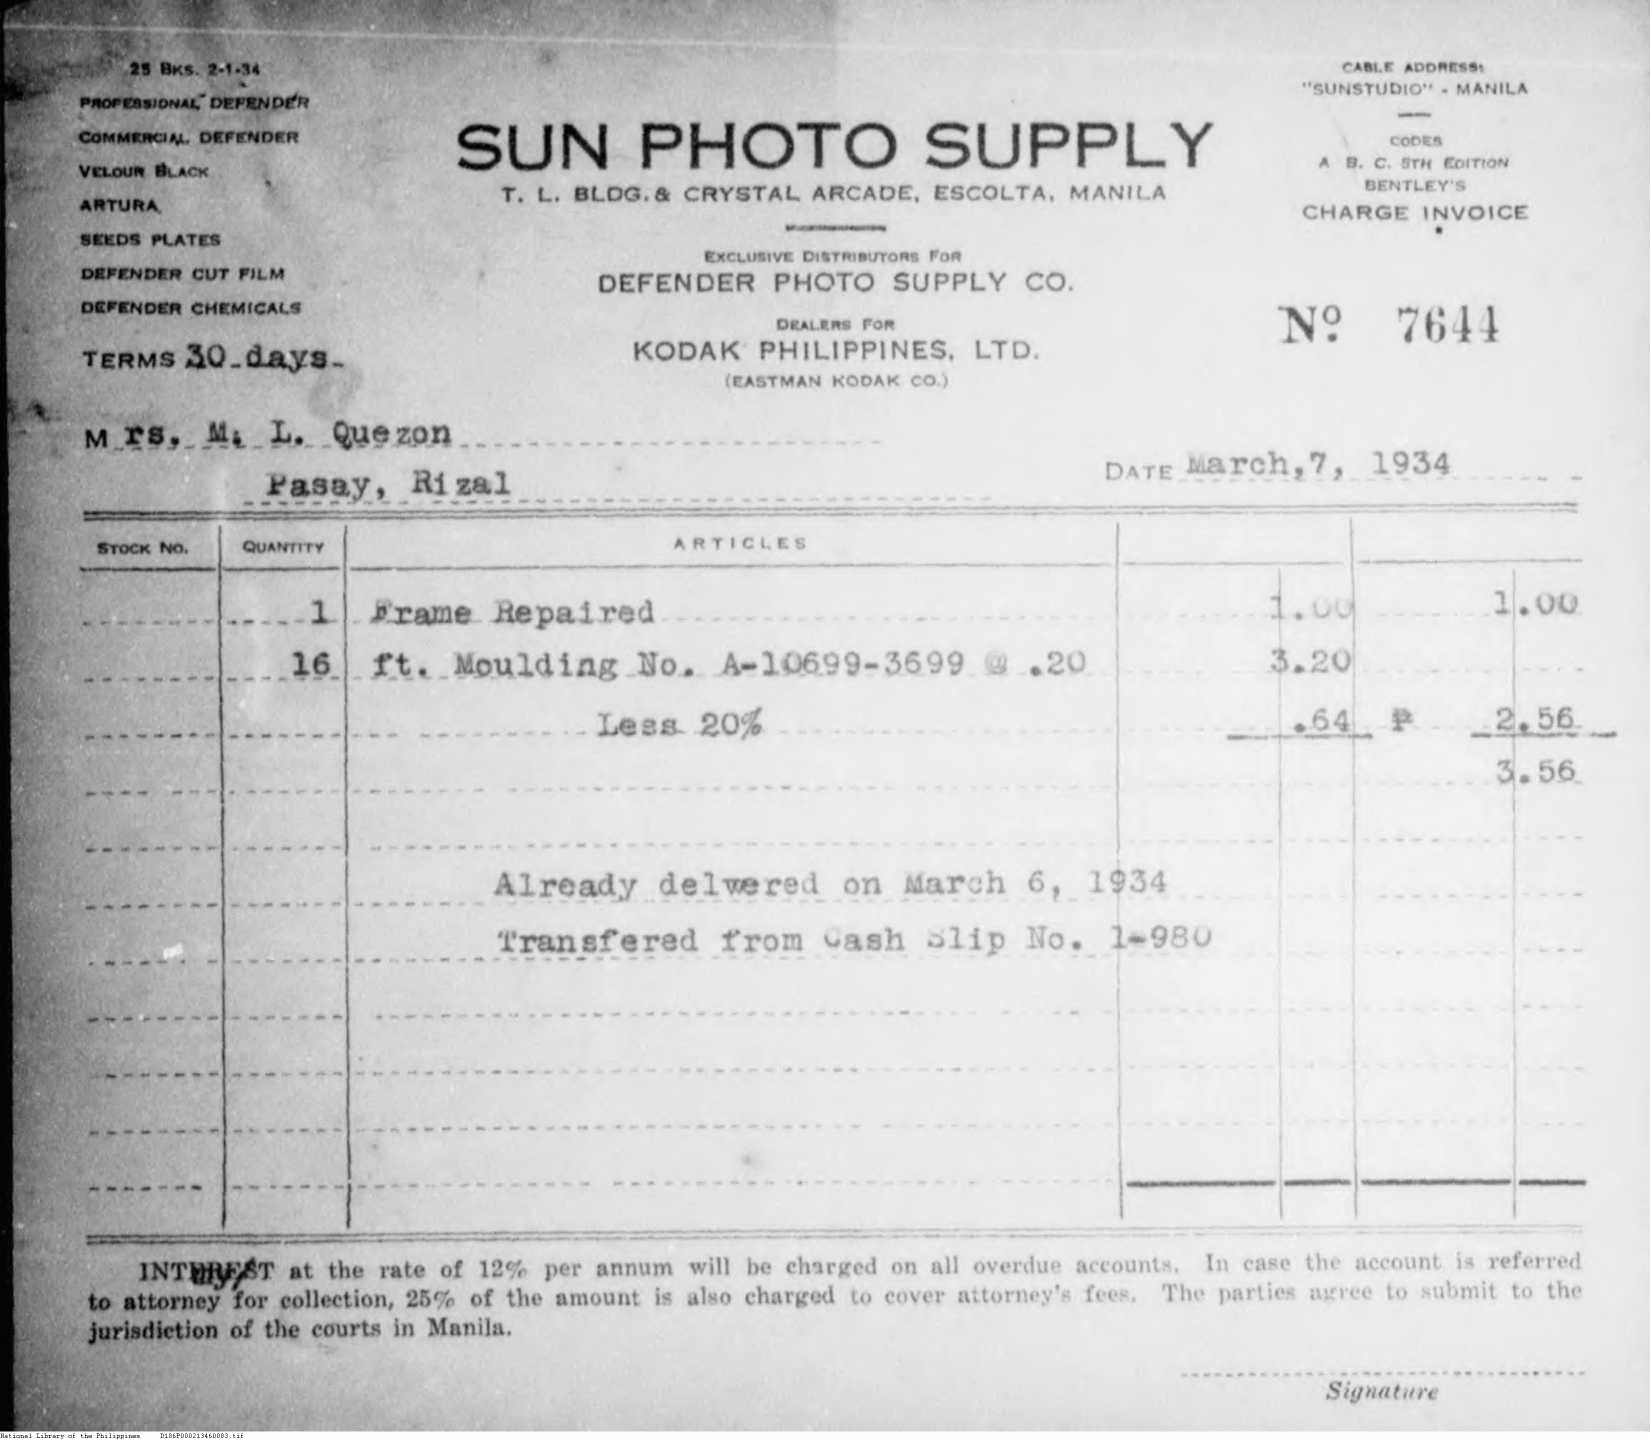 25 BKS. 2-1-34
PROFESSIONAL DEFENDER
COMMERCIAL DEFENDER
VELOUR BLACK
ARTURA
SEEDS PLATES
DEFENDER CUT FILM
DEFENDER CHEMICALS
TERMS 30 days
SUN PHOTO SUPPLY
T. L. BLDG. & CRYSTAL ARCADE, ESCOLTA, MANILA
EXCLUSIVE DISTRIBUTORS FOR
DEFENDER PHOTO SUPPLY CO.
DEALERS FOR
KODAK PHILIPPINES, LTD.
(EASTMAN KODAK CO.)
CABLE ADDRESS:
"SUNSTUDIO" - MANILA
CODES
A B. C. 5TH EDITION
BENTLEY'S
CHARGE INVOICE
Nº 7644
Mrs. M. L. Quezon
Pasay, Rizal
DATE March,7, 1934
STOCK NO. QUANTITY ARTICLES
1 Frame Repaired 1.00 1.00
16 ft. Moulding No. A-10699-3699 @ .20 3.20
Less 20% .64 ₱ 2.56
3.56
Already delvered on March 6, 1934
Transfered from Cash Slip No. 1-980
INTEREST at the rate of 12% per annum will be charged on all overdue accounts. In case the account is referred
to attorney for collection, 25% of the amount is also charged to cover attorney's fees. The parties agree to submit to the
jurisdiction of the courts in Manila.
Signature
National Library of the Philippines D106P000213460003.tif